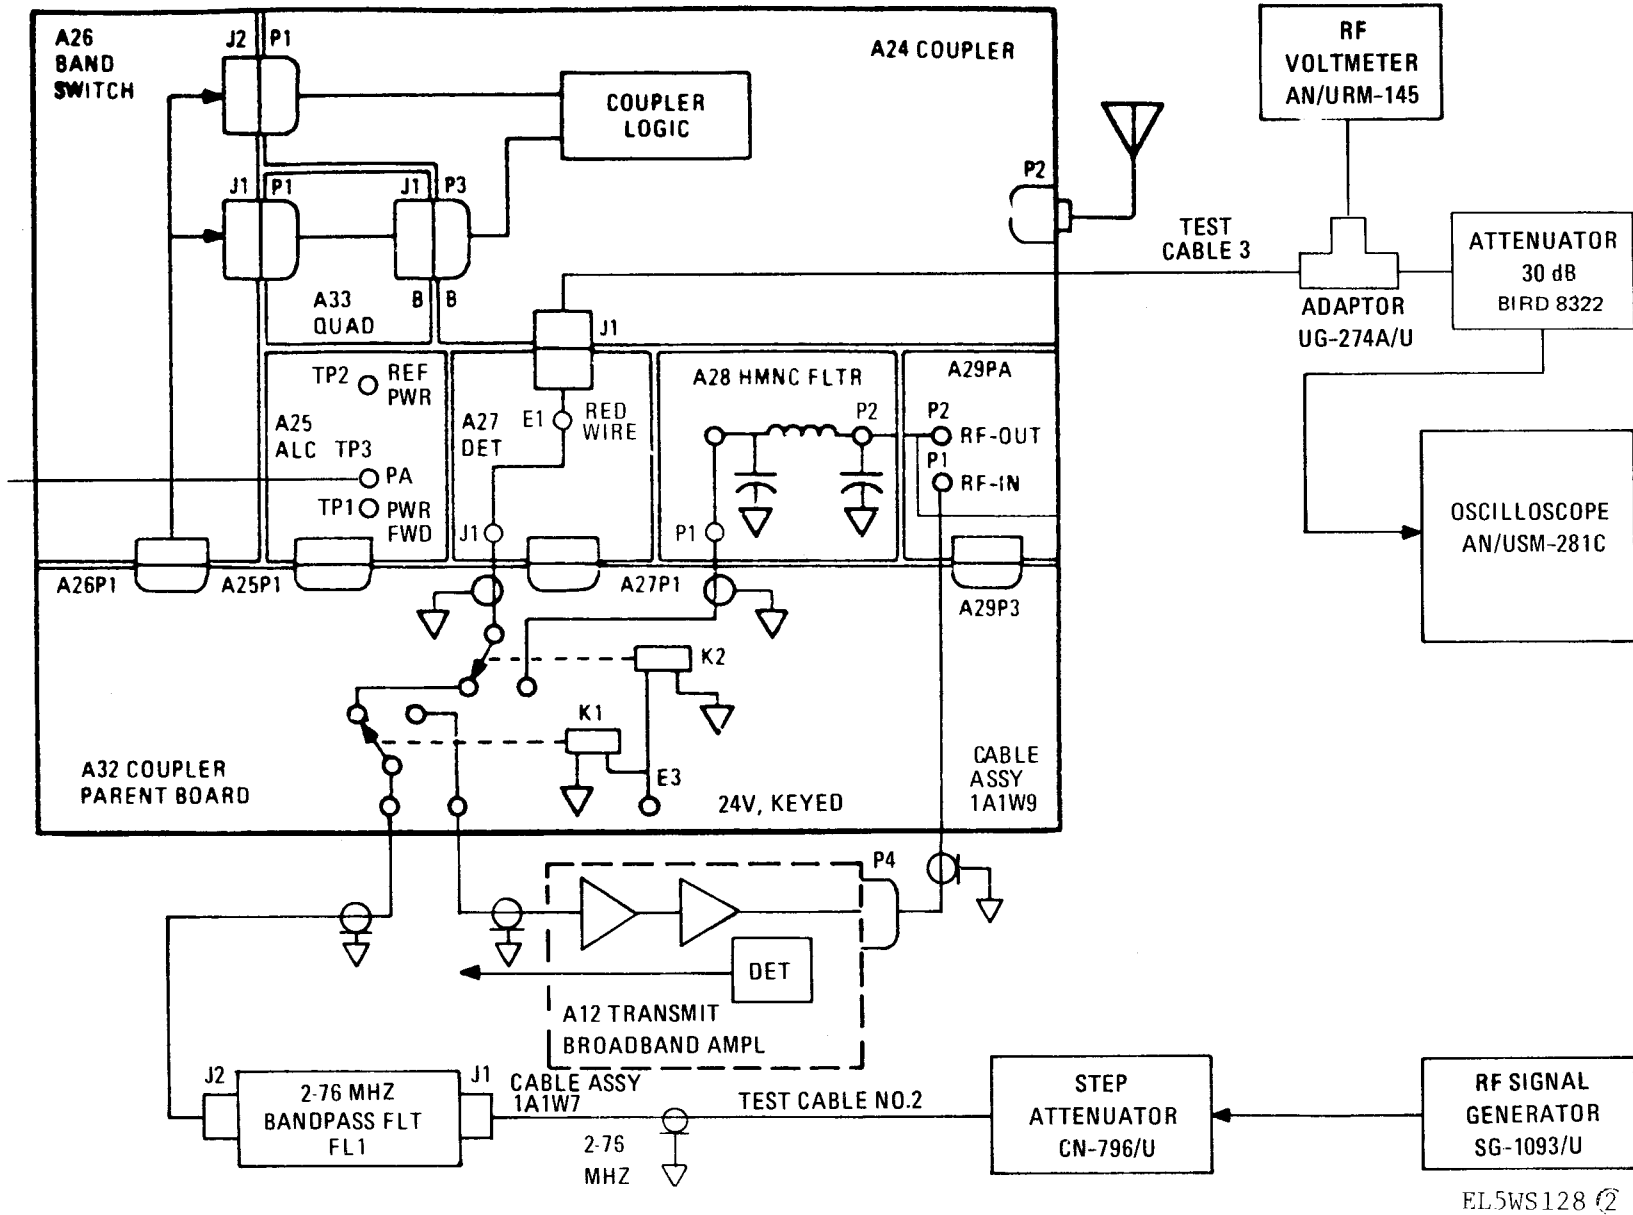 A26
BAND
SWITCH
J2
P1
A24 COUPLER
COUPLER
LOGIC
RF
VOLTMETER
AN/URM-145
P2
J1
P1
J1
P3
TEST
CABLE 3
ATTENUATOR
30 dB
BIRD 8322
ADAPTOR
UG-274A/U
B
B
A33
QUAD
J1
TP2
REF
PWR
A25
ALC
TP3
PA
TP1
PWR
FWD
A27
DET
E1
RED
WIRE
J1
A28 HMNC FLTR
P2
P1
A29PA
P2
RF-OUT
P1
RF-IN
OSCILLOSCOPE
AN/USM-281C
A26P1
A25P1
A27P1
A29P3
K2
K1
E3
24V, KEYED
A32 COUPLER
PARENT BOARD
CABLE
ASSY
1A1W9
P4
DET
A12 TRANSMIT
BROADBAND AMPL
J2
2-76 MHZ
BANDPASS FLT
FL1
J1
CABLE ASSY
1A1W7
TEST CABLE NO.2
2-76
MHZ
STEP
ATTENUATOR
CN-796/U
RF SIGNAL
GENERATOR
SG-1093/U
EL5WS128 ②